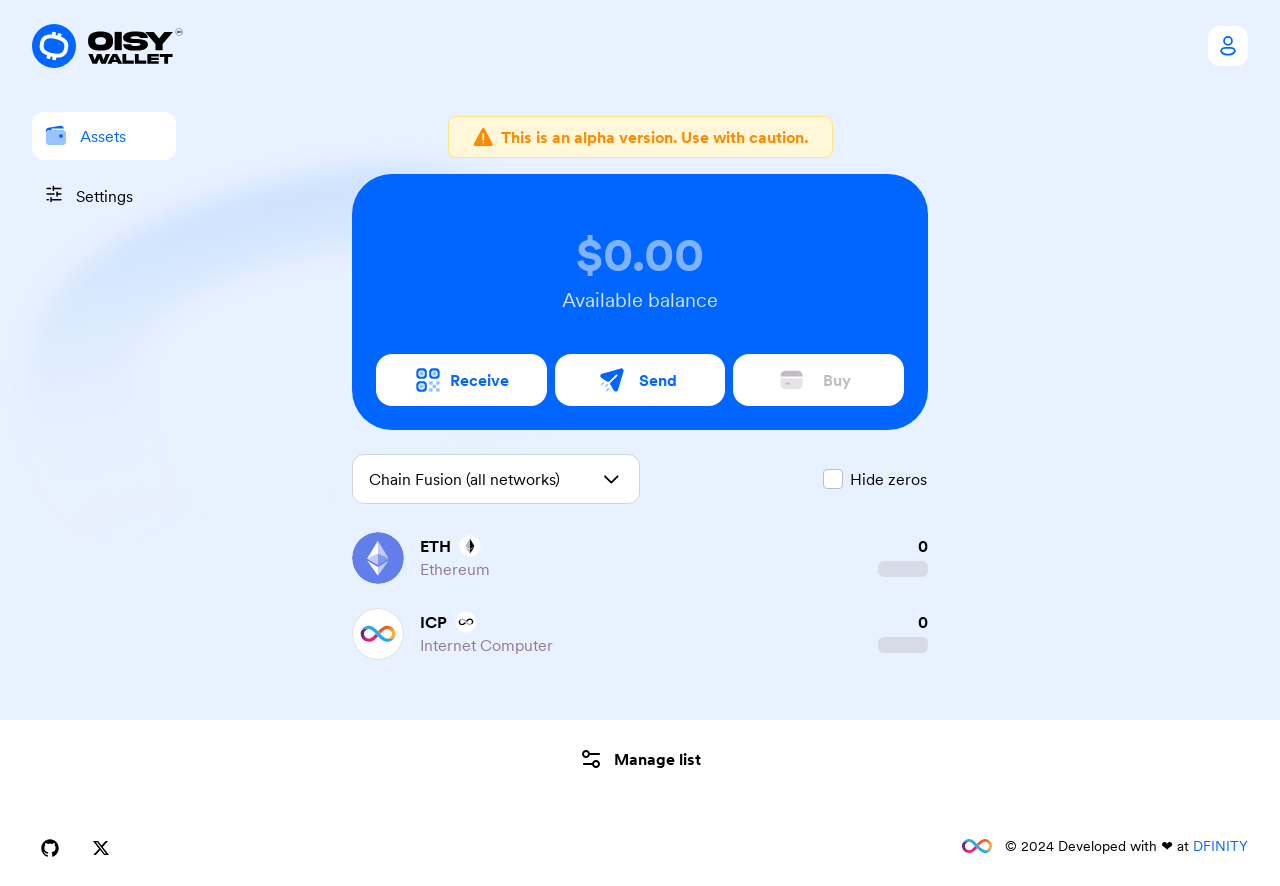 OISY
WALLET
Assets
Settings
This is an alpha version. Use with caution.
$0.00
Available balance
Receive
Send
Buy
Chain Fusion (all networks)
Hide zeros
ETH
0
Ethereum
ICP
0
Internet Computer
Manage list
© 2024 Developed with ❤ at DFINITY